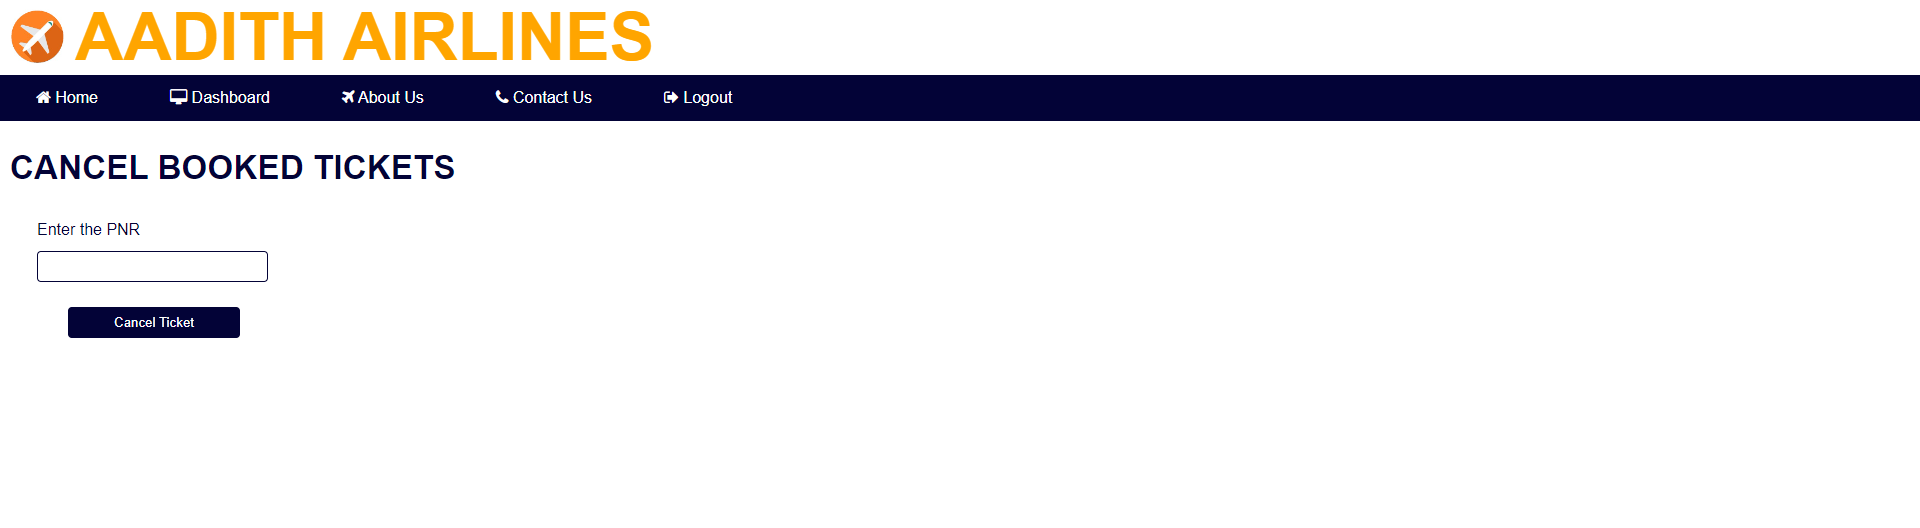 AADITH AIRLINES
Home Dashboard About Us Contact Us Logout
CANCEL BOOKED TICKETS
Enter the PNR
Cancel Ticket